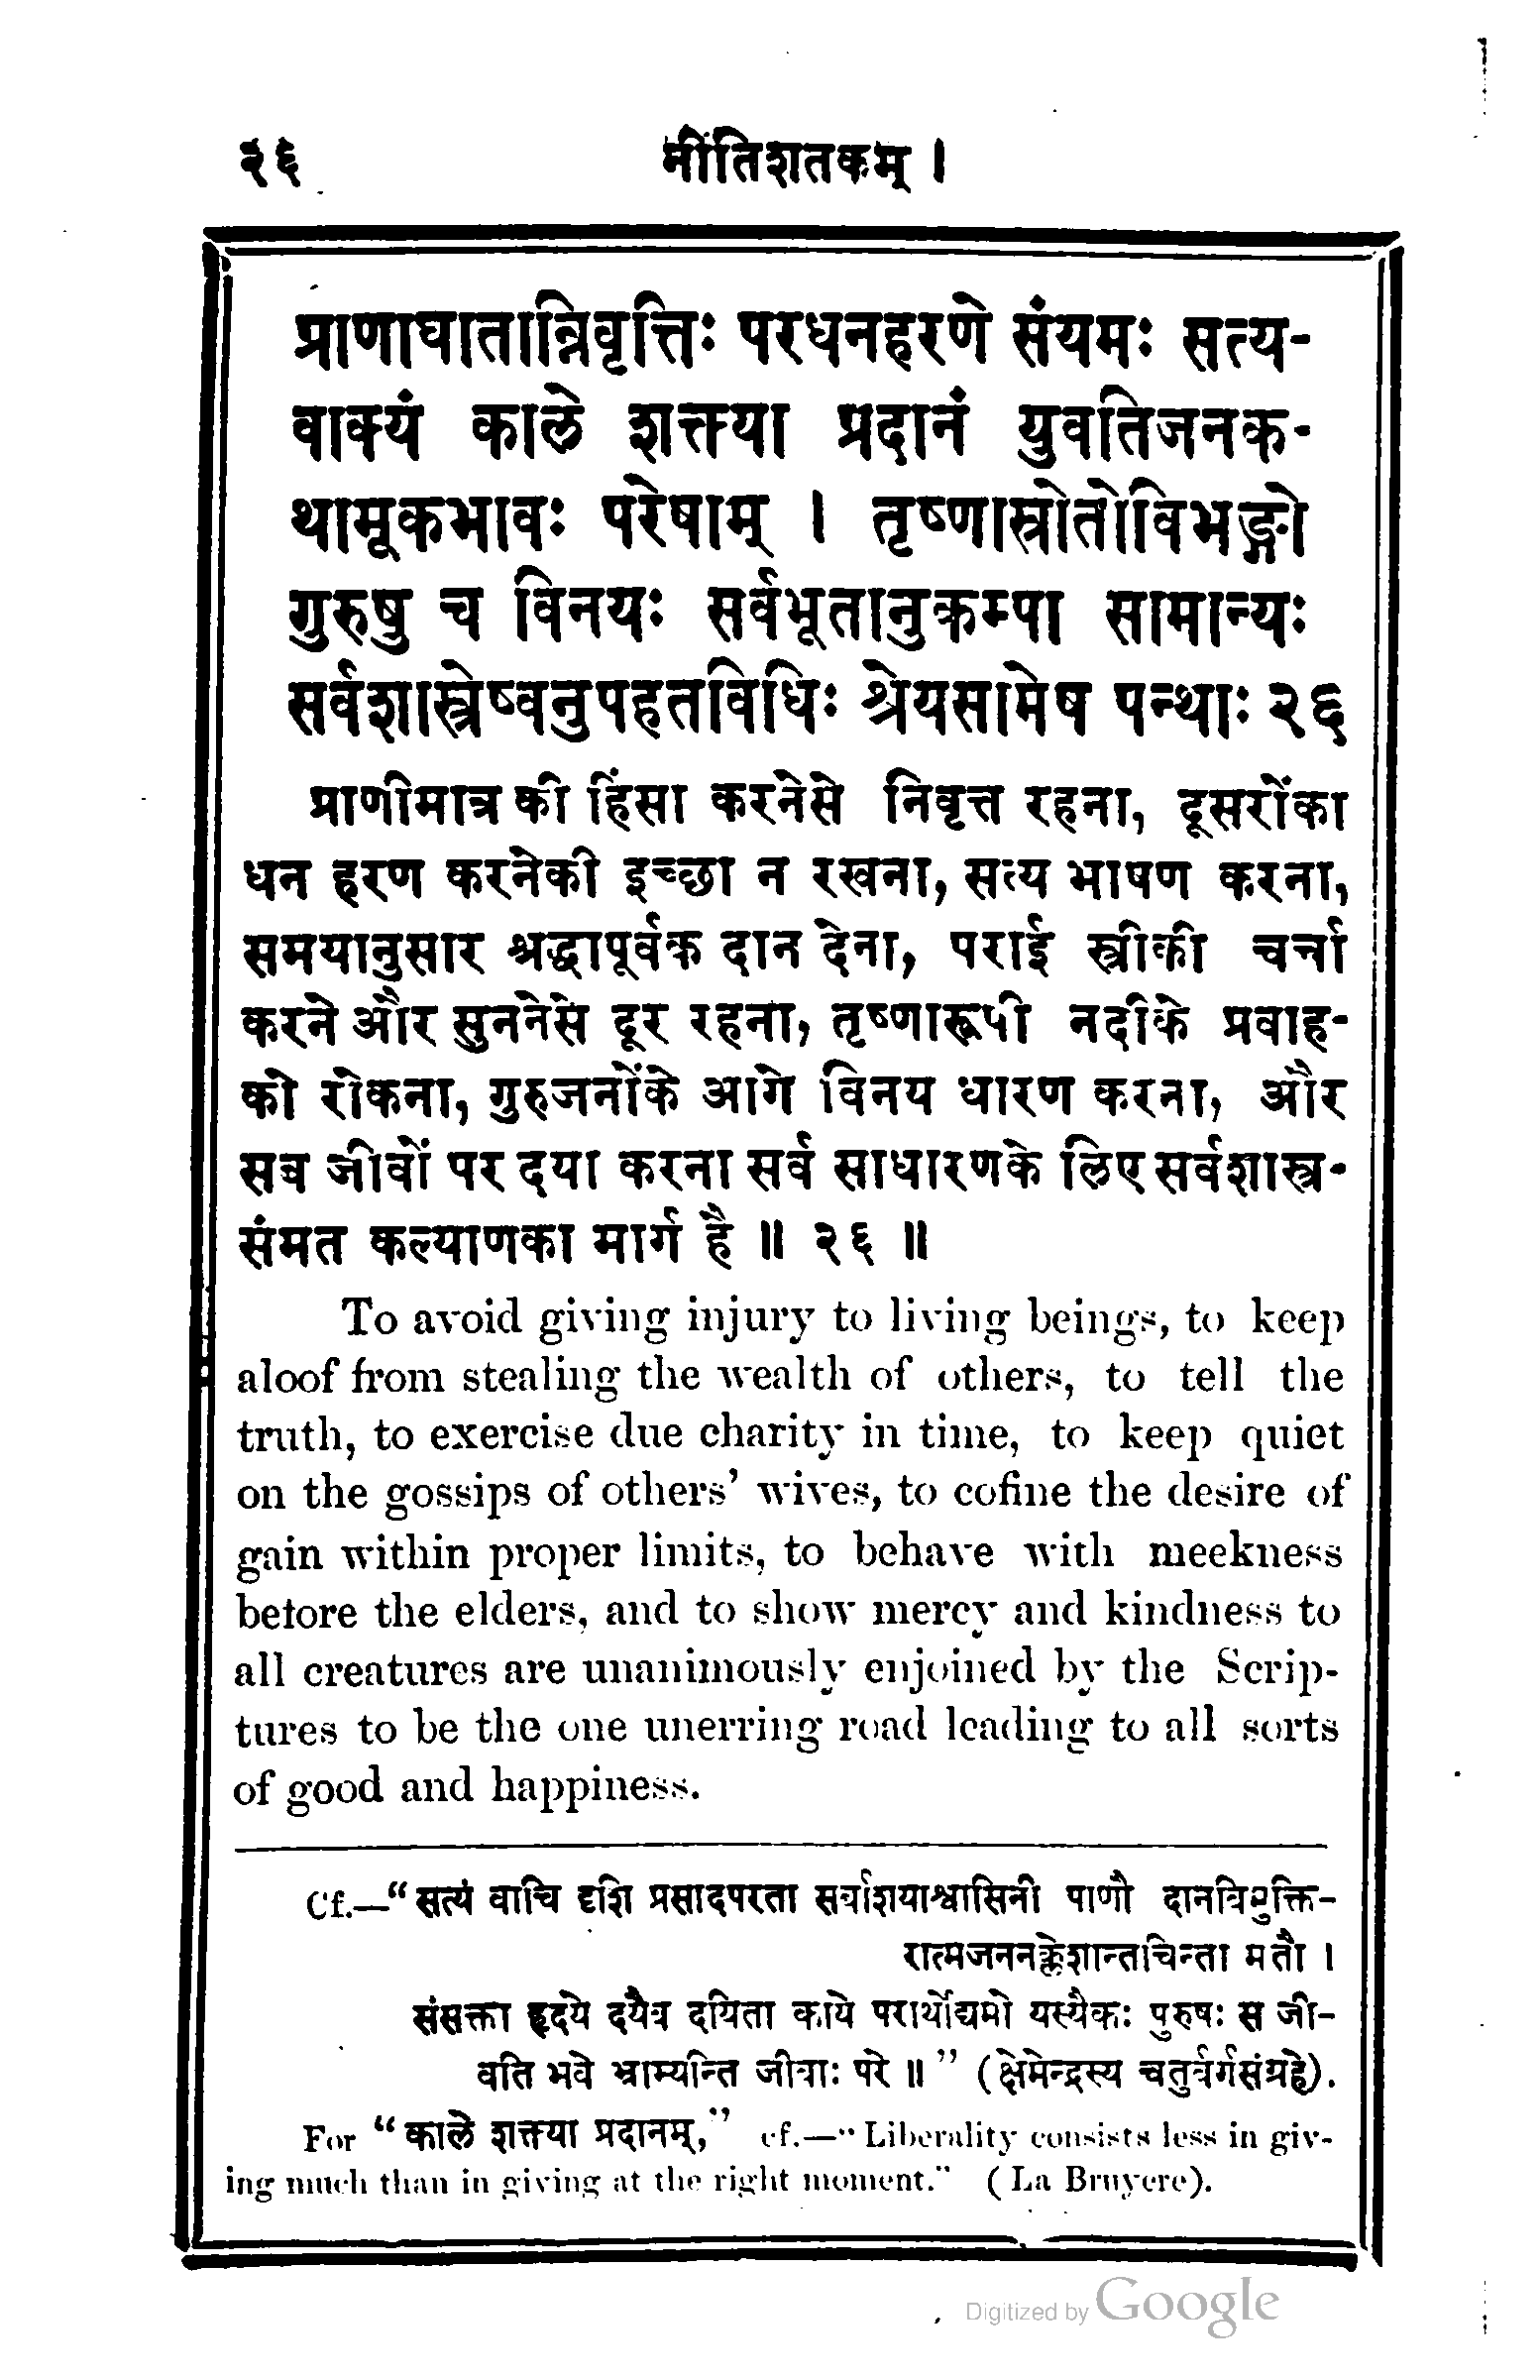 ३६ नीतिशतकम् ।
प्राणाघातान्निवृत्तिः परधनहरणे संयमः सत्य-
वाक्यं काले शक्त्या प्रदानं युवतिजनक-
थामूकभावः परेषाम् । तृष्णास्रोतोविभङ्गो
गुरुषु च विनयः सर्वभूतानुकम्पा सामान्यः
सर्वशास्त्रेष्वनुपहतविधिः श्रेयसामेष पन्थाः २६
प्राणीमात्र की हिंसा करनेसे निवृत्त रहना, दूसरोंका
धन हरण करनेकी इच्छा न रखना, सत्य भाषण करना,
समयानुसार श्रद्धापूर्वक दान देना, पराई स्त्रीकी चर्चा
करने और सुननेसे दूर रहना, तृष्णारूपी नदीके प्रवाह-
को रोकना, गुरुजनोंके आगे विनय धारण करना, और
सब जीवों पर दया करना सर्व साधारणके लिए सर्वशास्त्र-
संमत कल्याणका मार्ग है ॥ २६ ॥
To avoid giving injury to living beings, to keep
aloof from stealing the wealth of others, to tell the
truth, to exercise due charity in time, to keep quiet
on the gossips of others' wives, to cofine the desire of
gain within proper limits, to behave with meekness
before the elders, and to show mercy and kindness to
all creatures are unanimously enjoined by the Scrip-
tures to be the one unerring road leading to all sorts
of good and happiness.
Cf.—“सत्यं वाचि दृशि प्रसादपरता सर्वाशयाश्वासिनी पाणौ दानविमुक्ति-
रात्मजननक्लेशान्तचिन्ता मतौ ।
संसक्ता हृदये दयैव दयिता काये परार्थोद्यमो यस्यैकः पुरुषः स जी-
वति भवे भ्राम्यन्ति जीवाः परे ॥” (क्षेमेन्द्रस्य चतुर्वर्गसंग्रहे).
For “काले शक्त्या प्रदानम्,” cf.—“Liberality consists less in giv-
ing much than in giving at the right moment.” (La Bruyere).
Digitized by Google